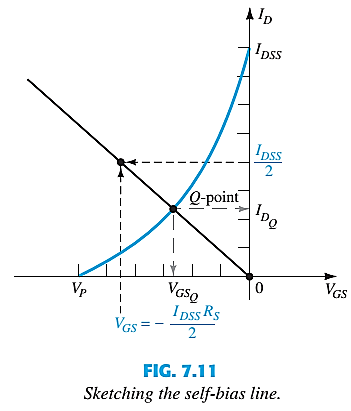 I_D
I_DSS
I_DSS / 2
Q-point
I_DQ
V_P
V_GSQ
0
V_GS
V_GS = − I_DSS R_S / 2
FIG. 7.11
Sketching the self-bias line.